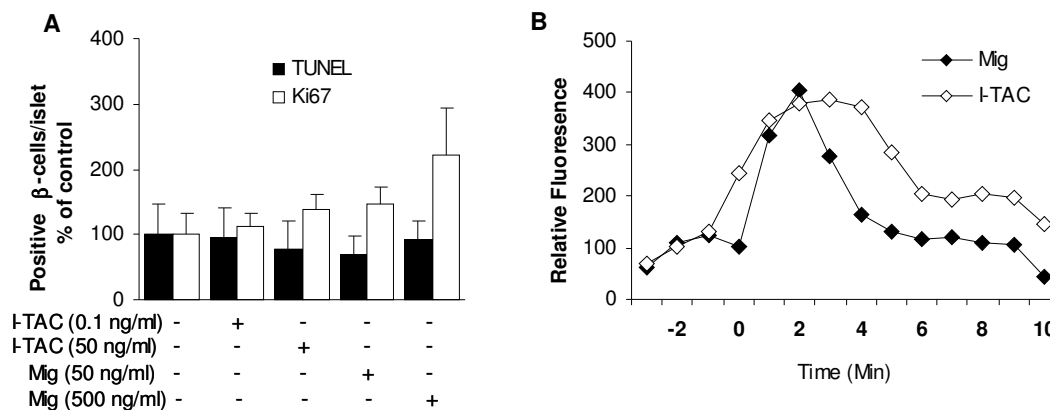 A
400
300
200
100
0
Positive β-cells/islet
% of control
TUNEL
Ki67
I-TAC (0.1 ng/ml) - + - - -
I-TAC (50 ng/ml) - - + - -
Mig (50 ng/ml) - - - + -
Mig (500 ng/ml) - - - - +
B
500
400
300
200
100
0
Relative Fluoresence
Mig
I-TAC
-2 0 2 4 6 8 10
Time (Min)